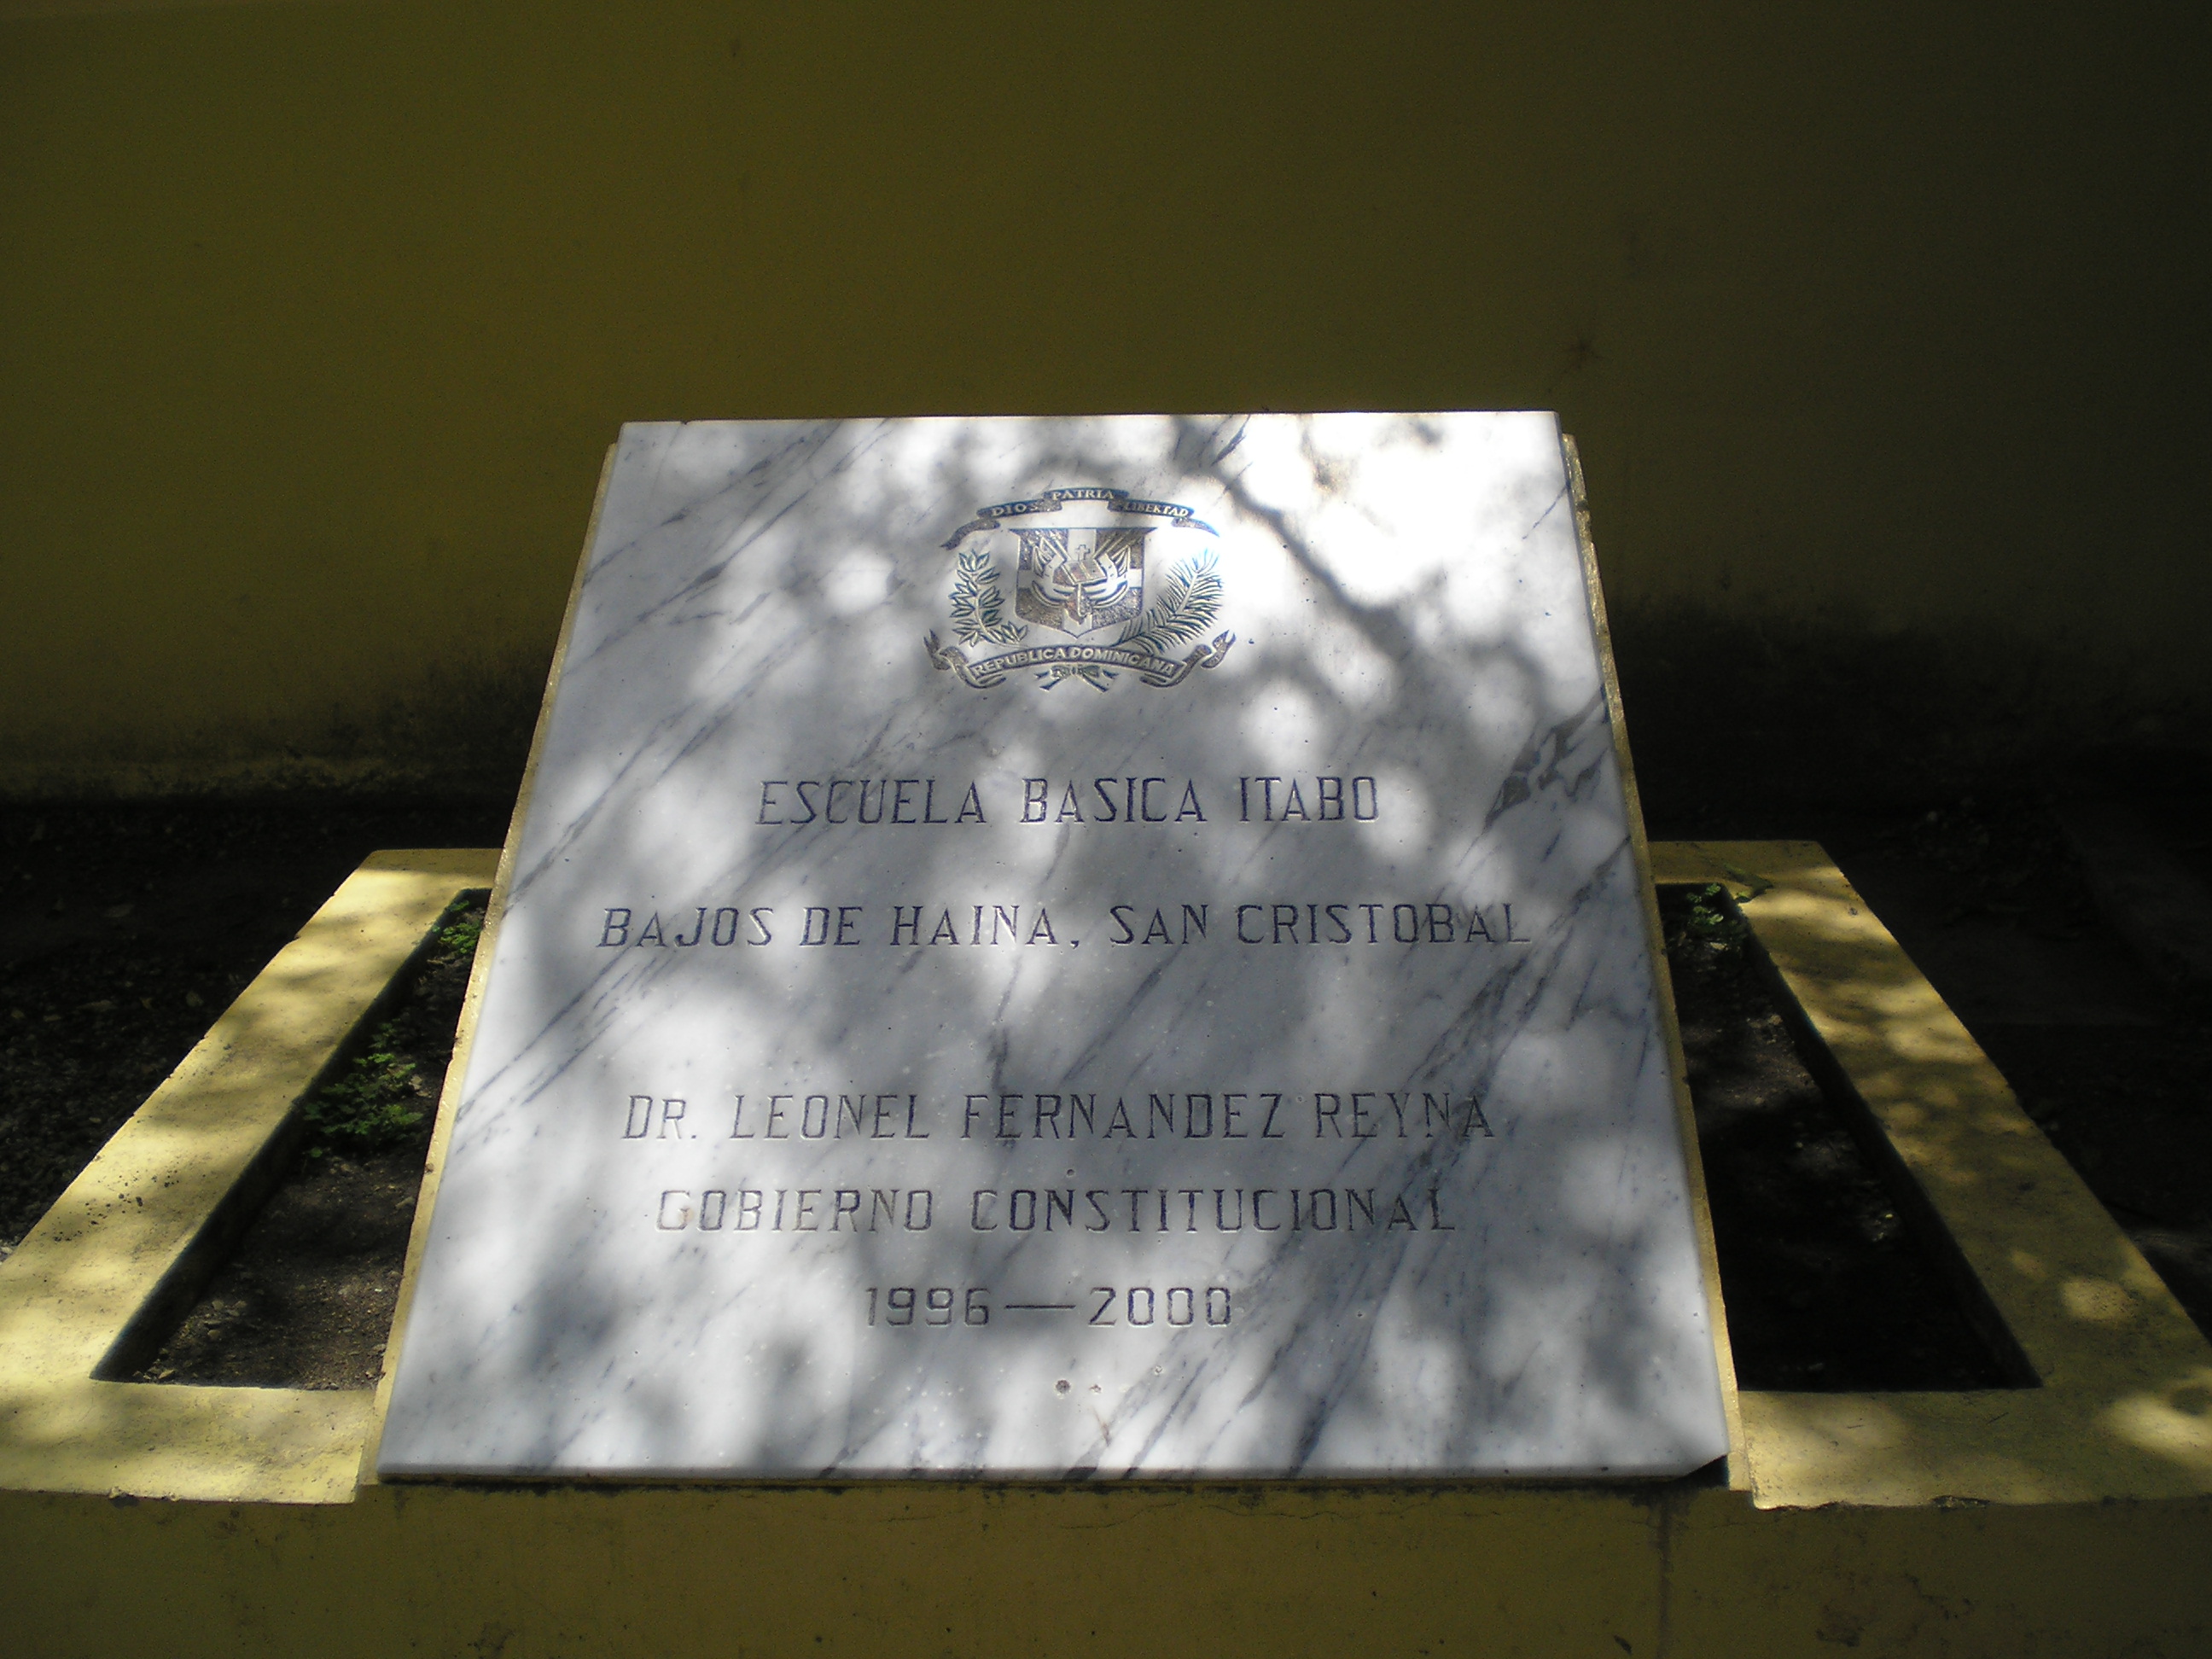 DIOS PATRIA LIBERTAD
REPUBLICA DOMINICANA
ESCUELA BASICA ITABO
BAJOS DE HAINA, SAN CRISTOBAL
DR. LEONEL FERNANDEZ REYNA
GOBIERNO CONSTITUCIONAL
1996—2000